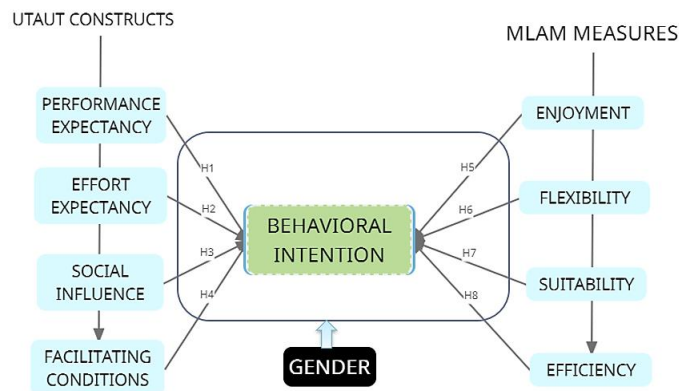 UTAUT CONSTRUCTS
MLAM MEASURES
PERFORMANCE
EXPECTANCY
EFFORT
EXPECTANCY
SOCIAL
INFLUENCE
FACILITATING
CONDITIONS
H1
H2
H3
H4
BEHAVIORAL
INTENTION
H5
H6
H7
H8
ENJOYMENT
FLEXIBILITY
SUITABILITY
EFFICIENCY
GENDER